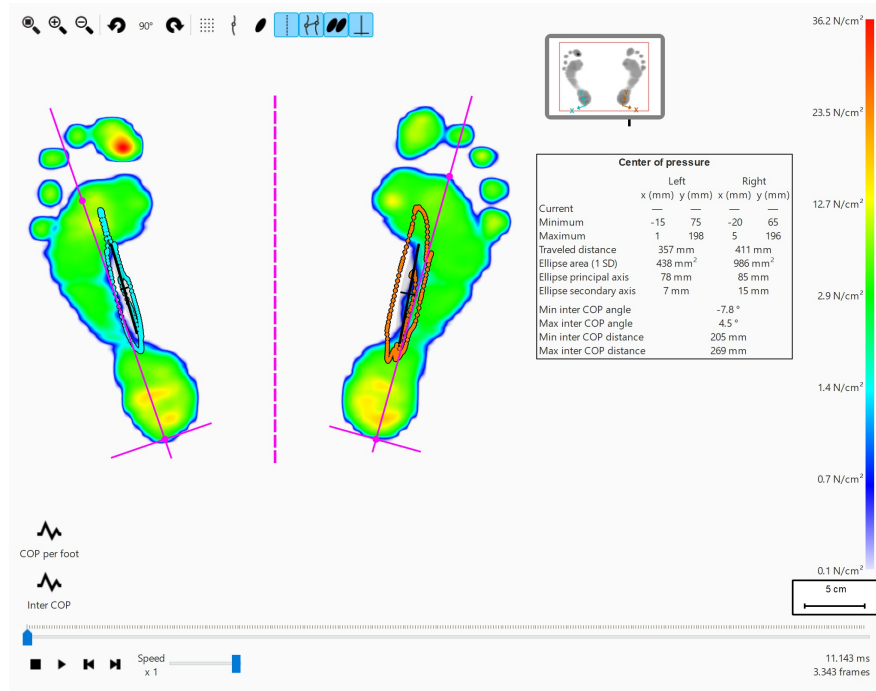 90°
36.2 N/cm²
23.5 N/cm²
12.7 N/cm²
2.9 N/cm²
1.4 N/cm²
0.7 N/cm²
0.1 N/cm²
X X
Center of pressure
Left Right
x (mm) y (mm) x (mm) y (mm)
Current — — — —
Minimum -15 75 -20 65
Maximum 1 198 5 196
Traveled distance 357 mm 411 mm
Ellipse area (1 SD) 438 mm² 986 mm²
Ellipse principal axis 78 mm 85 mm
Ellipse secondary axis 7 mm 15 mm
Min inter COP angle -7.8 °
Max inter COP angle 4.5 °
Min inter COP distance 205 mm
Max inter COP distance 269 mm
COP per foot
Inter COP
5 cm
Speed
x 1
11.143 ms
3.343 frames